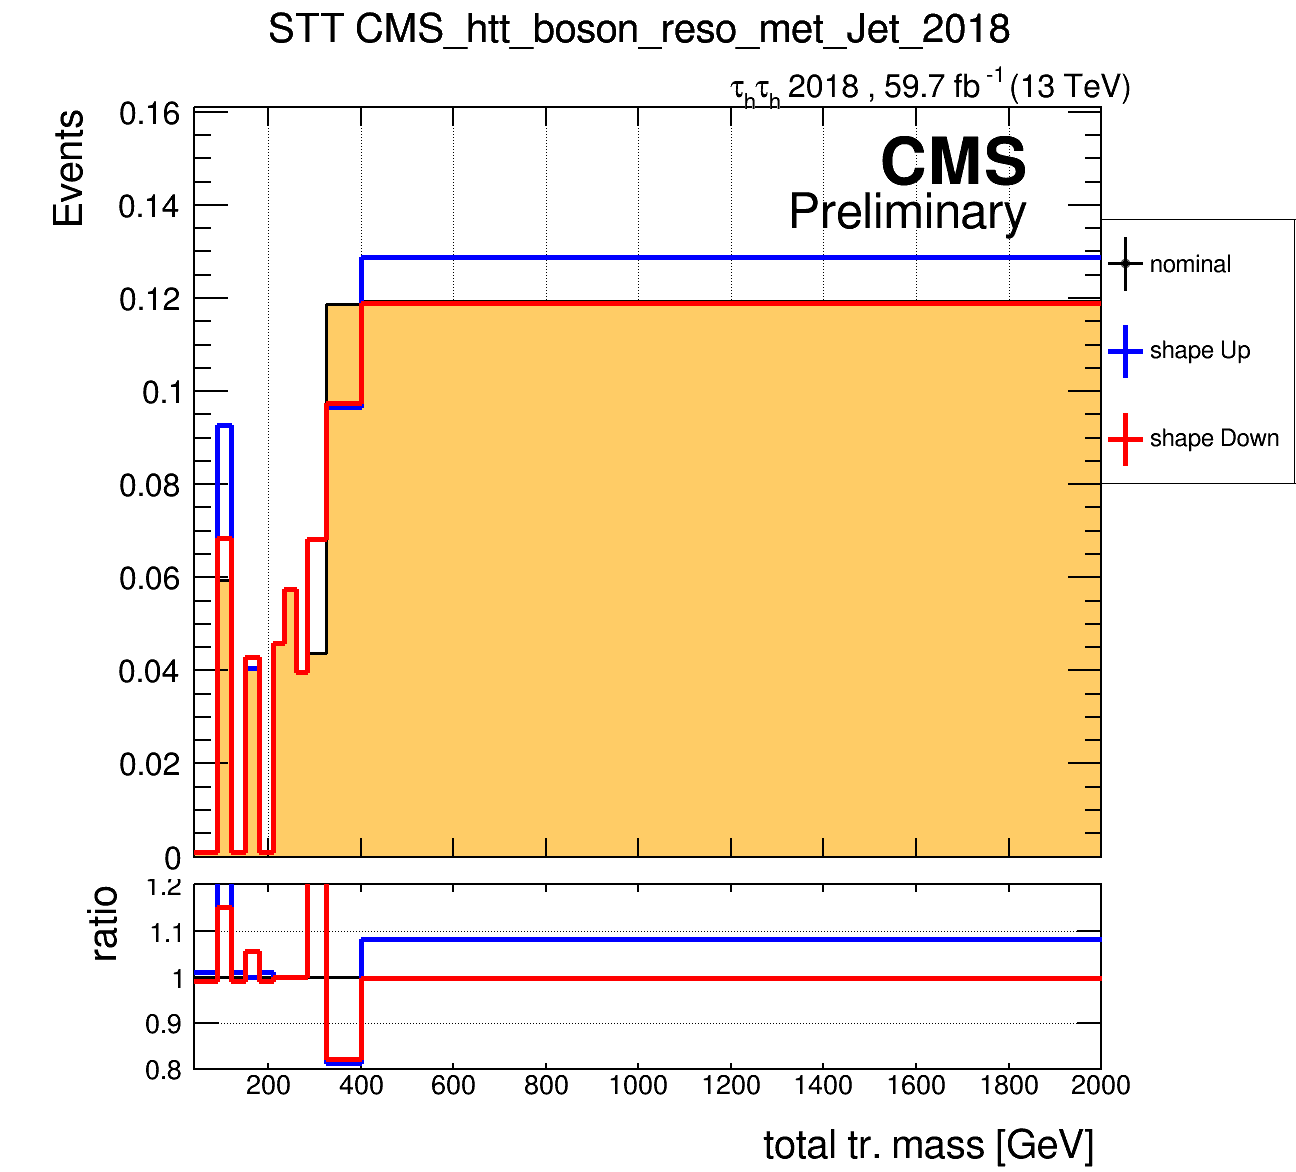 STT CMS_htt_boson_reso_met_Jet_2018
τhτh 2018 , 59.7 fb-1 (13 TeV)
CMS
Preliminary
Events
0.16
0.14
0.12
0.1
0.08
0.06
0.04
0.02
0
nominal
shape Up
shape Down
ratio
1.2
1.1
1
0.9
0.8
200 400 600 800 1000 1200 1400 1600 1800 2000
total tr. mass [GeV]